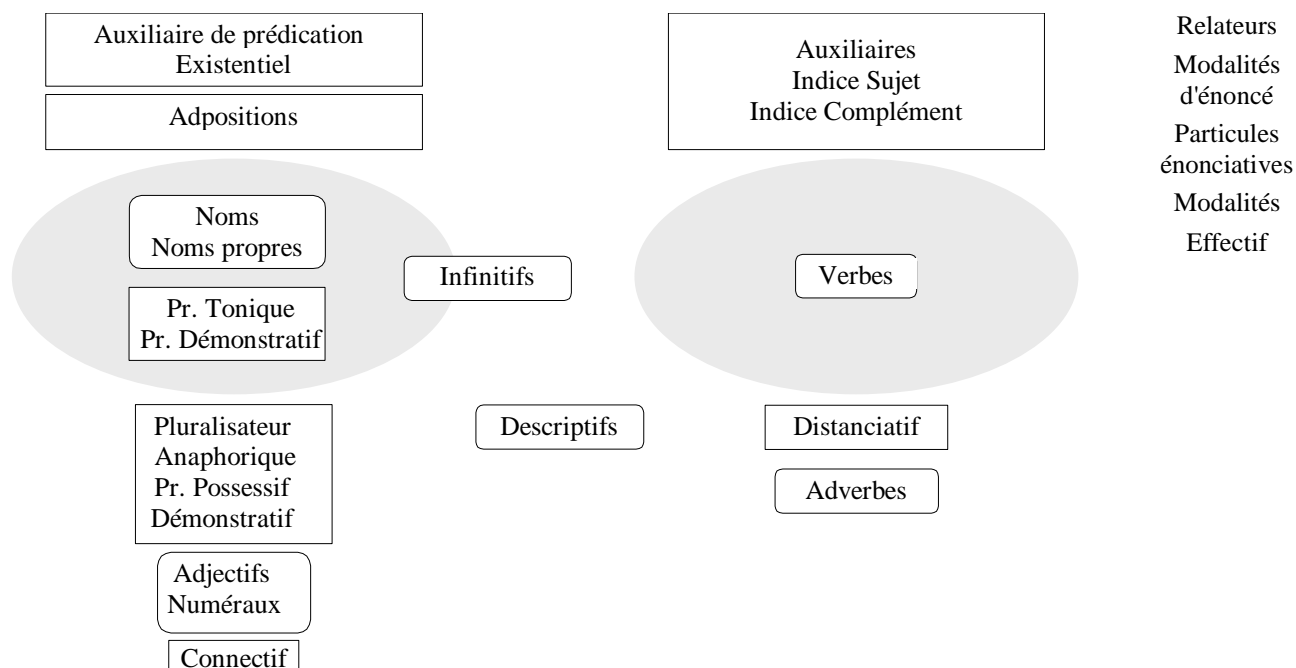 Auxiliaire de prédication
Existentiel
Adpositions
Auxiliaires
Indice Sujet
Indice Complément
Relateurs
Modalités
d'énoncé
Particules
énonciatives
Modalités
Effectif
Noms
Noms propres
Pr. Tonique
Pr. Démonstratif
Infinitifs
Verbes
Pluralisateur
Anaphorique
Pr. Possessif
Démonstratif
Descriptifs
Distanciatif
Adverbes
Adjectifs
Numéraux
Connectif